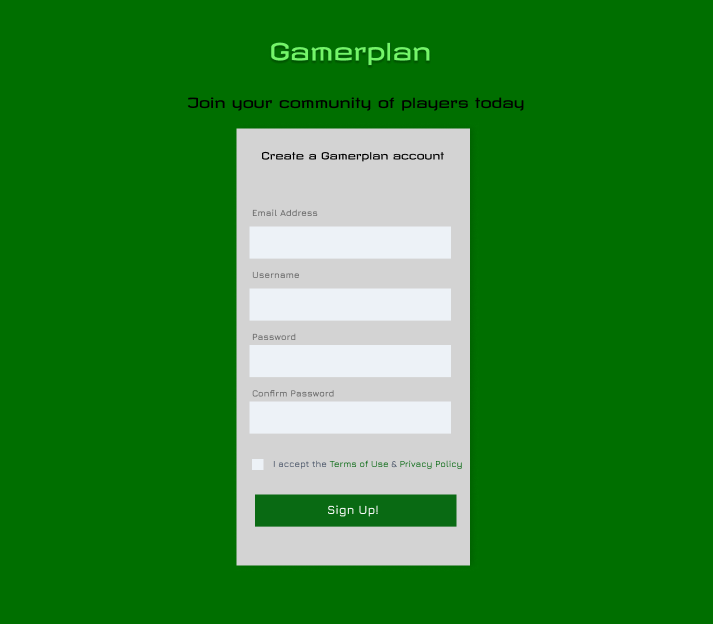 Gamerplan
Join your community of players today
Create a Gamerplan account
Email Address
Username
Password
Confirm Password
I accept the Terms of Use & Privacy Policy
Sign Up!